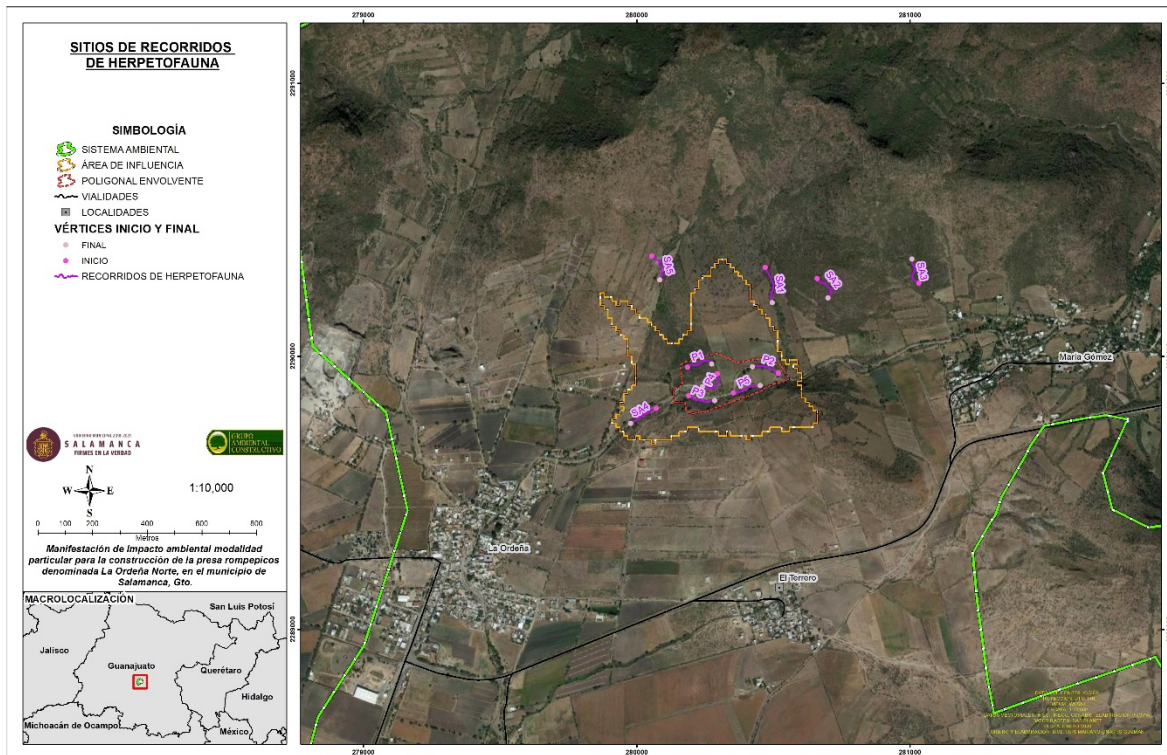 SITIOS DE RECORRIDOS
DE HERPETOFAUNA
SIMBOLOGÍA
SISTEMA AMBIENTAL
ÁREA DE INFLUENCIA
POLIGONAL ENVOLVENTE
VIALIDADES
LOCALIDADES
VÉRTICES INICIO Y FINAL
FINAL
INICIO
RECORRIDOS DE HERPETOFAUNA
SALAMANCA
FIRMES EN LA VERDAD
GRUPO
AMBIENTAL
CONSTRUCTIVO
N
W E
S
1:10,000
0 200 400 600 800
Metros
Manifestación de impacto ambiental modalidad
particular para la construcción de la presa rompepicos
denominada La Ordeña Norte, en el municipio de
Salamanca, Gto.
MACROLOCALIZACIÓN
San Luis Potosí
Jalisco
Guanajuato
Querétaro
Hidalgo
Michoacán de Ocampo
México
279000 280000 281000
2291000
2290000
2289000
SA5
SA1
SA2
SA3
P1
P2
P4
P5
P3
SA4
María Gómez
La Ordeña
El Terrero
279000 280000 281000